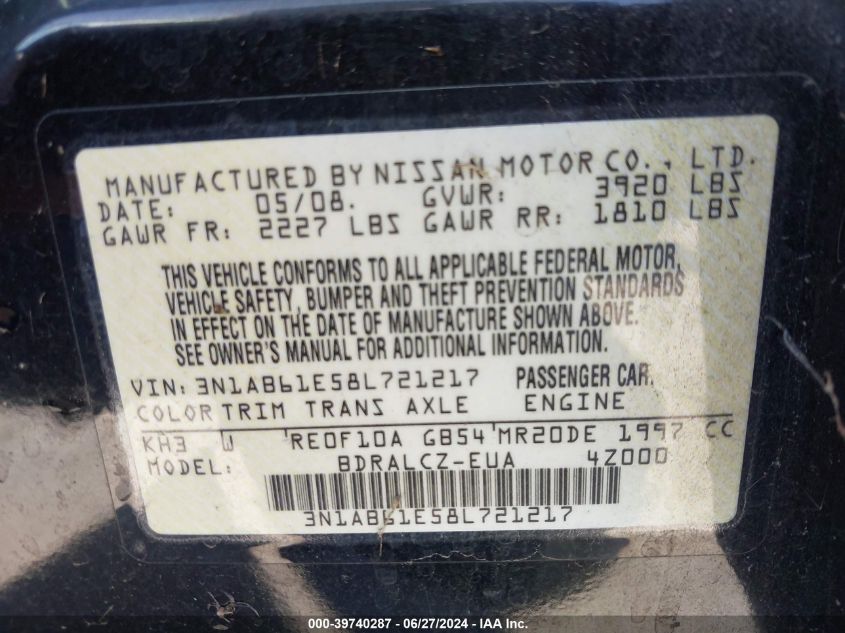 MANUFACTURED BY NISSAN MOTOR CO., LTD.
DATE: 05/08. GVWR: 3920 LBS
GAWR FR: 2227 LBS GAWR RR: 1810 LBS
THIS VEHICLE CONFORMS TO ALL APPLICABLE FEDERAL MOTOR,
VEHICLE SAFETY, BUMPER AND THEFT PREVENTION STANDARDS
IN EFFECT ON THE DATE OF MANUFACTURE SHOWN ABOVE.
SEE OWNER'S MANUAL FOR ADDITIONAL INFORMATION.
VIN: 3N1AB61E58L721217 PASSENGER CAR.
COLOR TRIM TRANS AXLE ENGINE
KH3 W RE0F10A GB54 MR20DE 1997 CC
MODEL: BDRALCZ-EUA 4Z000
3N1AB61E58L721217
000-39740287 - 06/27/2024 - IAA Inc.